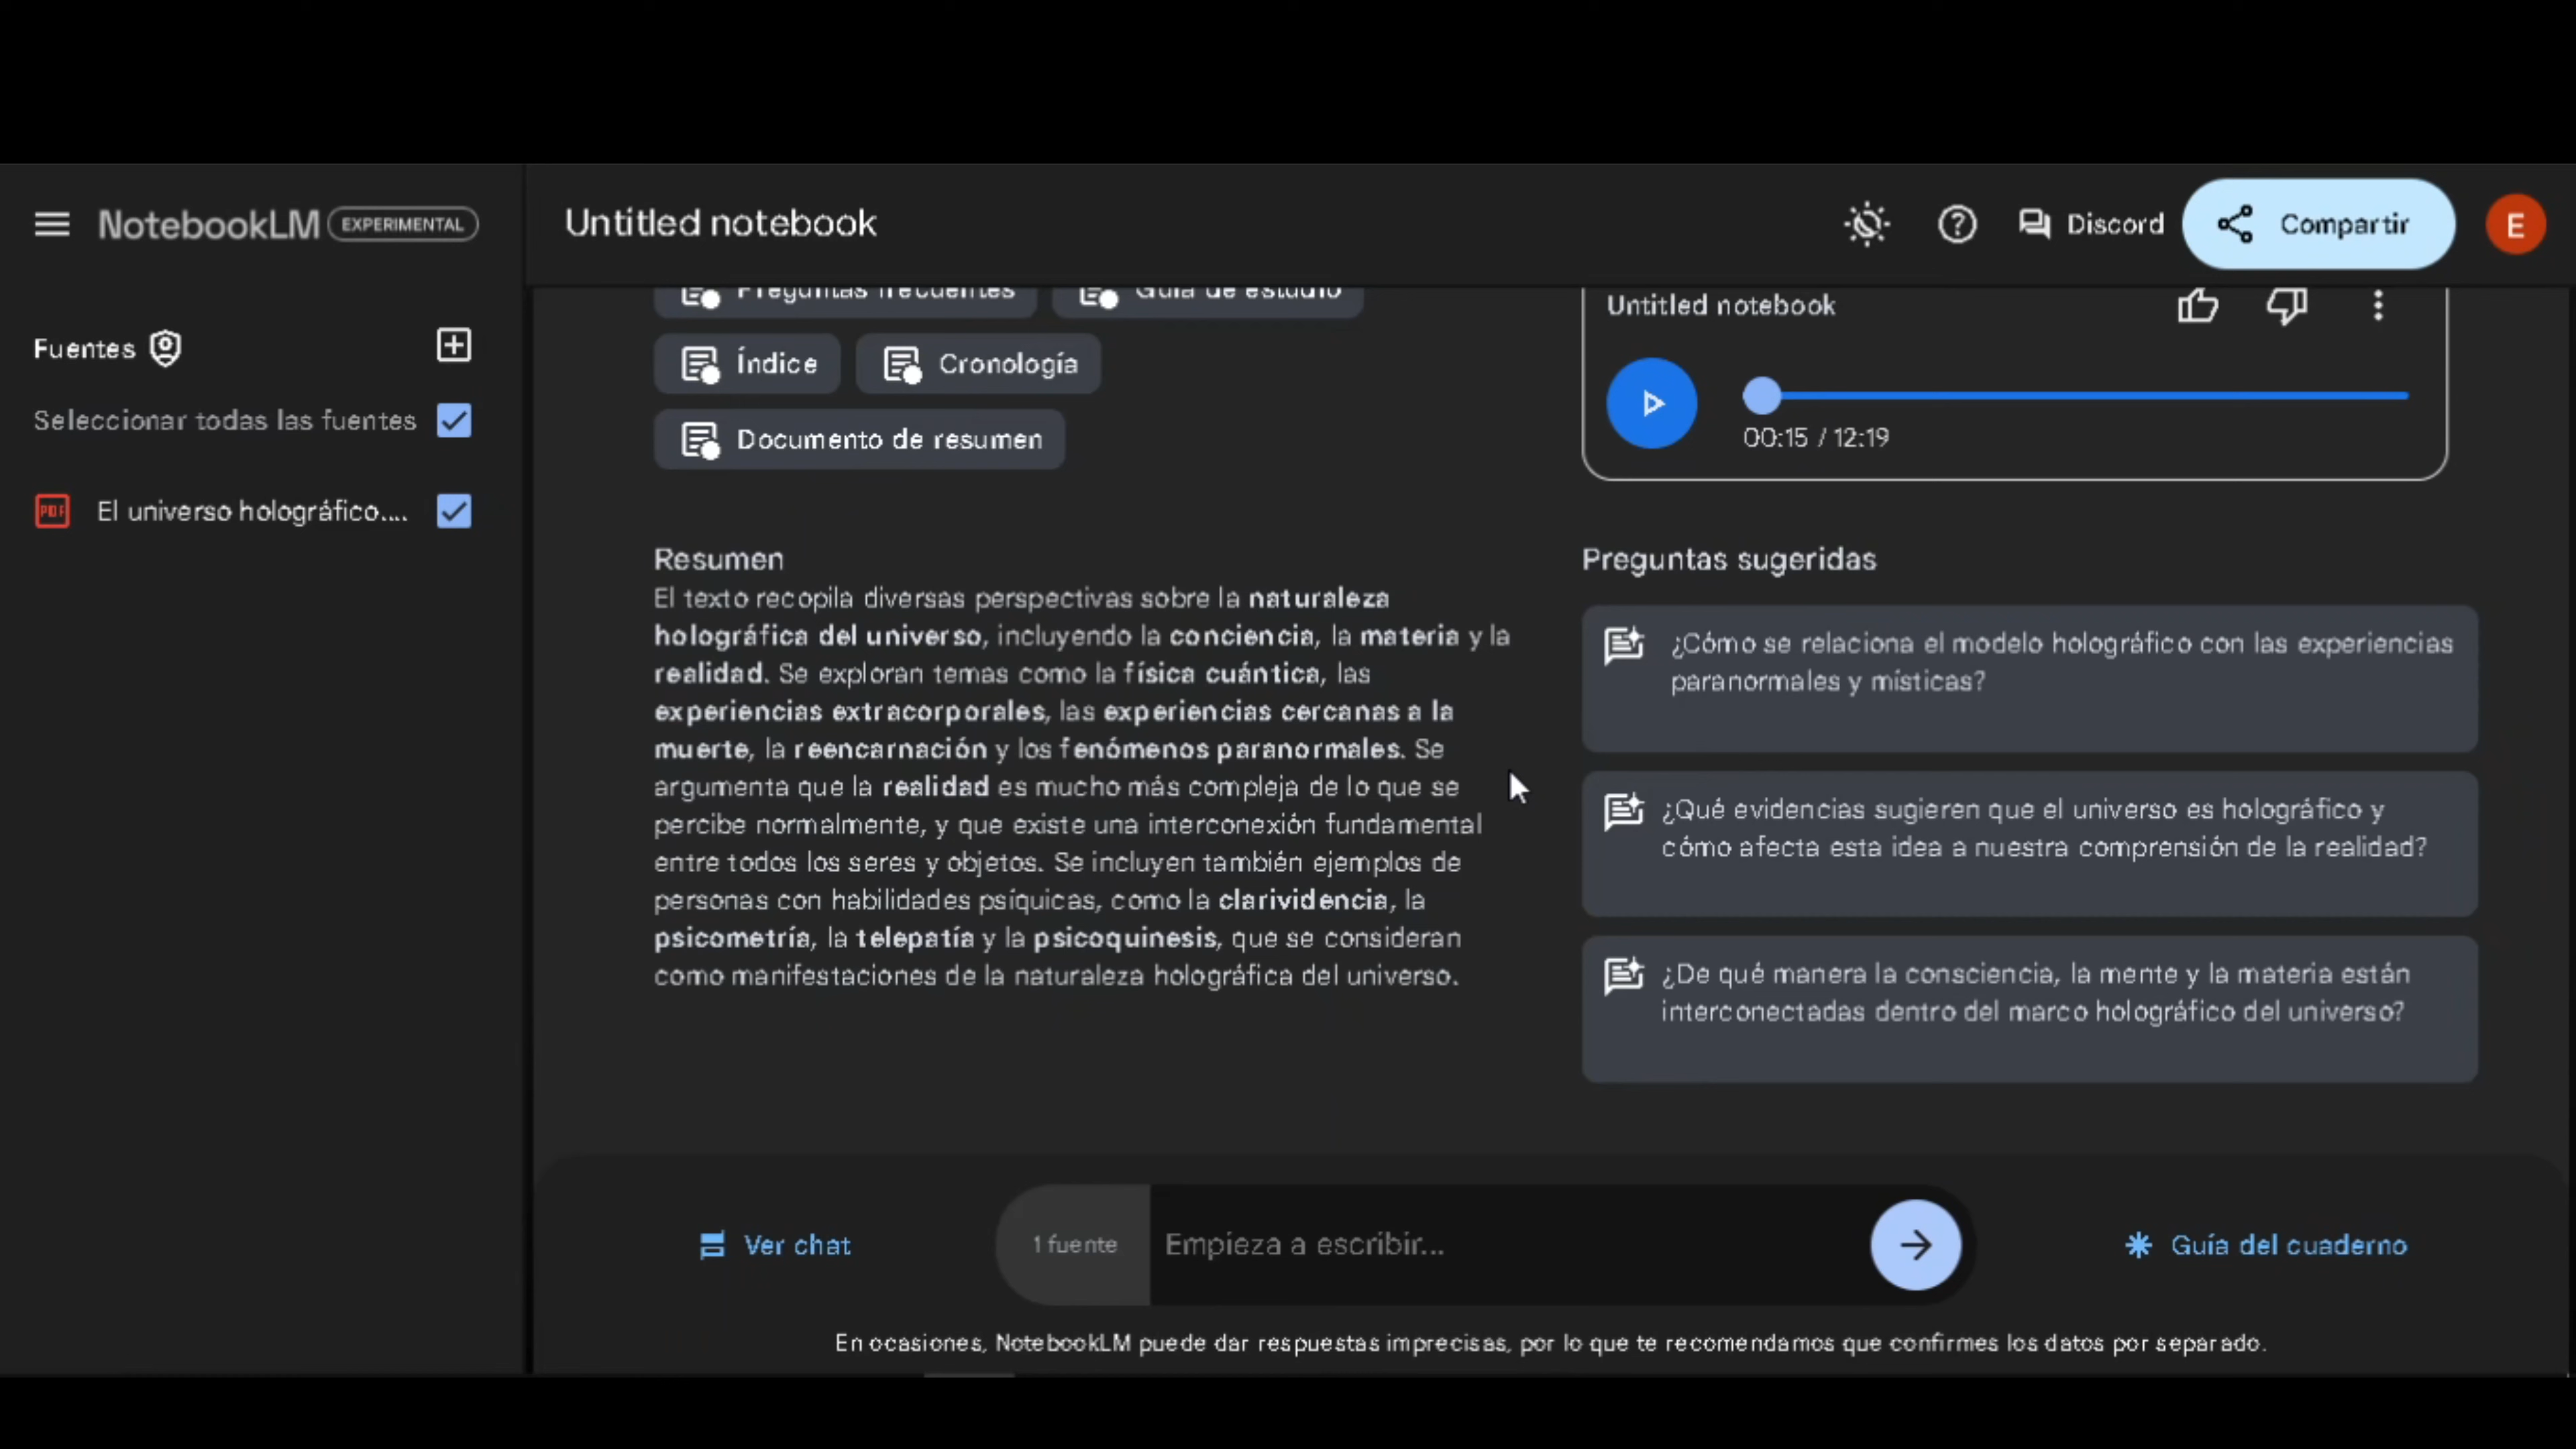 NotebookLM EXPERIMENTAL
Untitled notebook
Discord
Compartir
E
Fuentes
Seleccionar todas las fuentes
PDF
El universo holográfico....
Preguntas frecuentes
Guía de estudio
Índice
Cronología
Documento de resumen
Untitled notebook
00:15 / 12:19
Resumen
El texto recopila diversas perspectivas sobre la naturaleza
holográfica del universo, incluyendo la conciencia, la materia y la
realidad. Se exploran temas como la física cuántica, las
experiencias extracorporales, las experiencias cercanas a la
muerte, la reencarnación y los fenómenos paranormales. Se
argumenta que la realidad es mucho más compleja de lo que se
percibe normalmente, y que existe una interconexión fundamental
entre todos los seres y objetos. Se incluyen también ejemplos de
personas con habilidades psíquicas, como la clarividencia, la
psicometría, la telepatía y la psicoquinesis, que se consideran
como manifestaciones de la naturaleza holográfica del universo.
Preguntas sugeridas
¿Cómo se relaciona el modelo holográfico con las experiencias
paranormales y místicas?
¿Qué evidencias sugieren que el universo es holográfico y
cómo afecta esta idea a nuestra comprensión de la realidad?
¿De qué manera la consciencia, la mente y la materia están
interconectadas dentro del marco holográfico del universo?
Ver chat
1 fuente
Empieza a escribir...
Guía del cuaderno
En ocasiones, NotebookLM puede dar respuestas imprecisas, por lo que te recomendamos que confirmes los datos por separado.